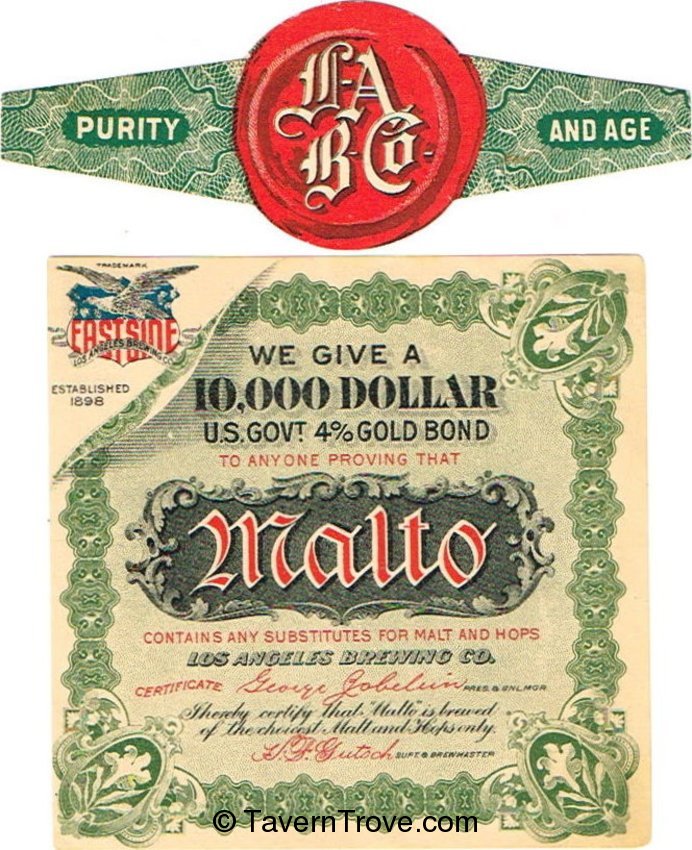 L.A.
B. Co.
PURITY
AND AGE
TRADEMARK
EASTSIDE
LOS ANGELES BREWING CO.
ESTABLISHED
1898
WE GIVE A
10,000 DOLLAR
U.S. GOVT. 4% GOLD BOND
TO ANYONE PROVING THAT
Malto
CONTAINS ANY SUBSTITUTES FOR MALT AND HOPS
LOS ANGELES BREWING CO.
CERTIFICATE George Zobelein PRES. & GNL. MGR.
I hereby certify that "Malto" is brewed
of the choicest Malt and Hops only.
H. F. Gutsch SUPT. & BREWMASTER
© TavernTrove.com